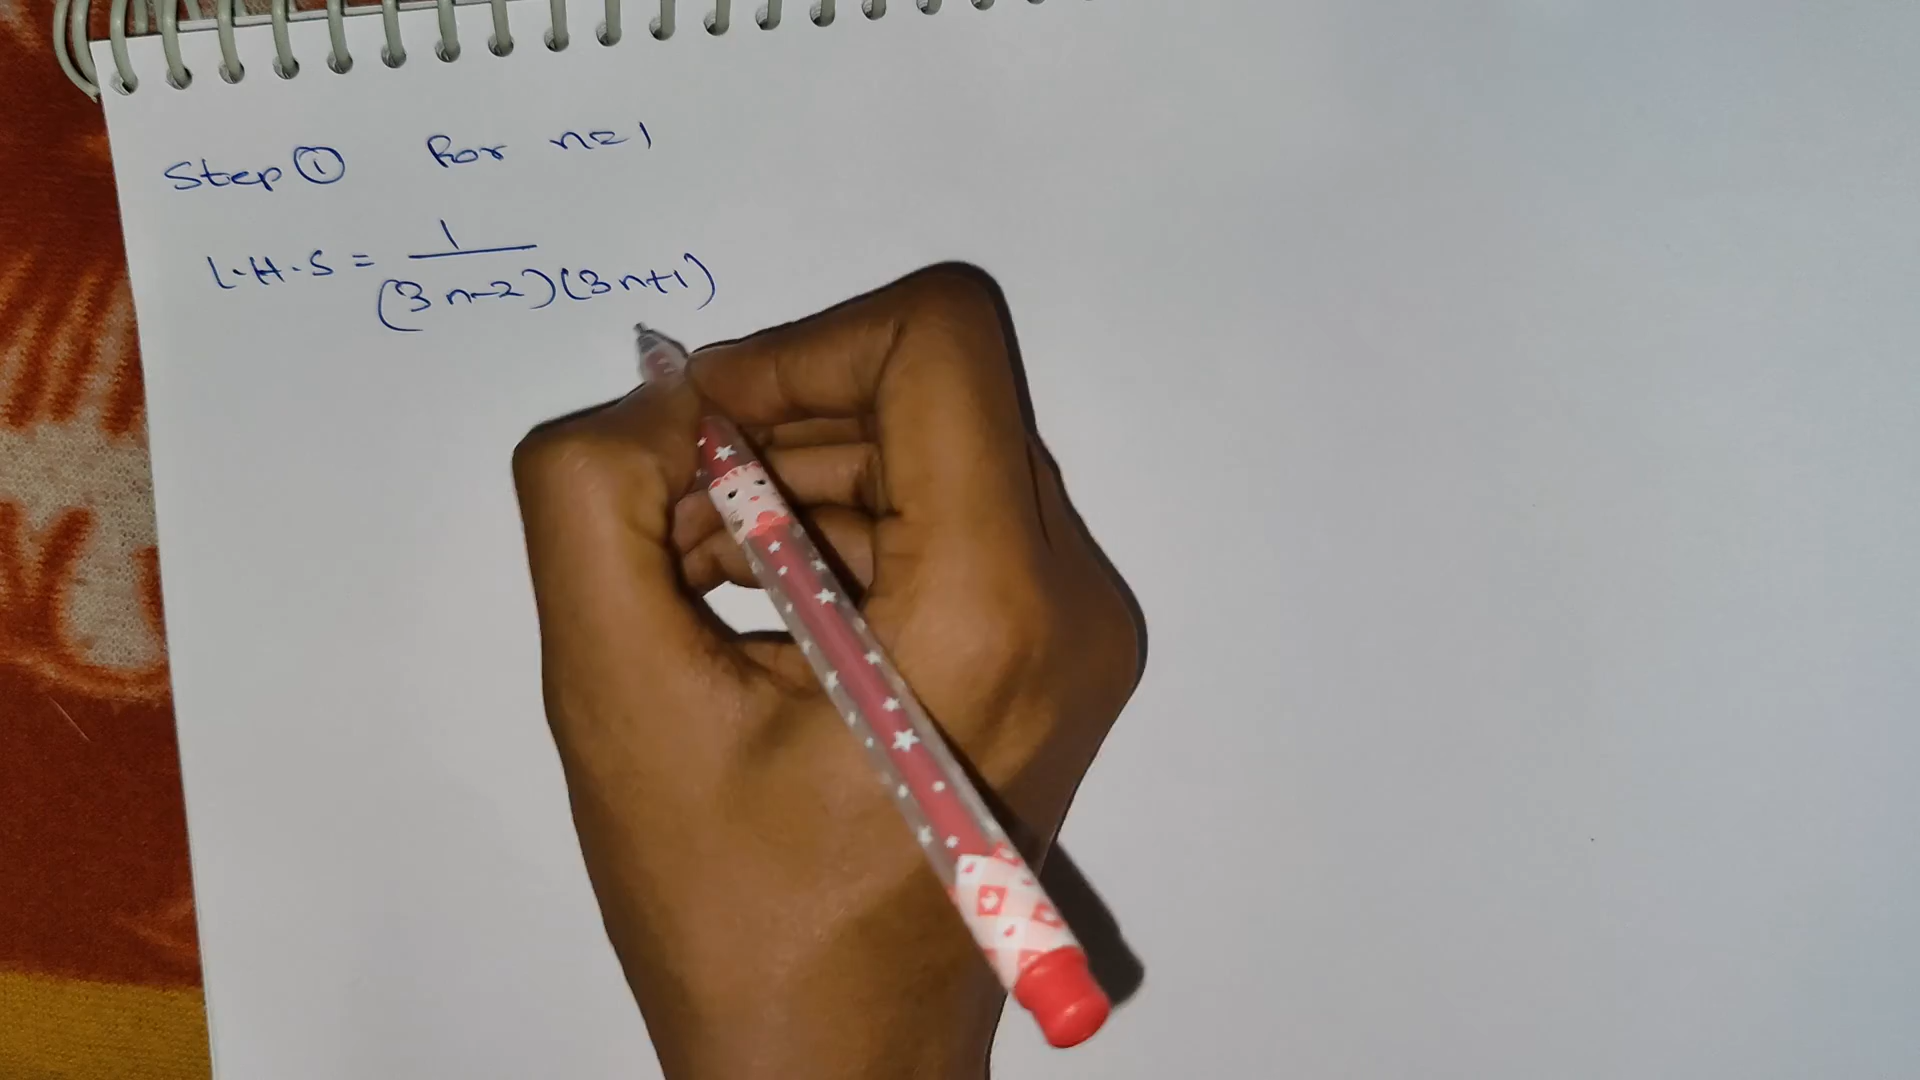 Step ① For n=1
L.H.S = 1/(3n-2)(3n+1)